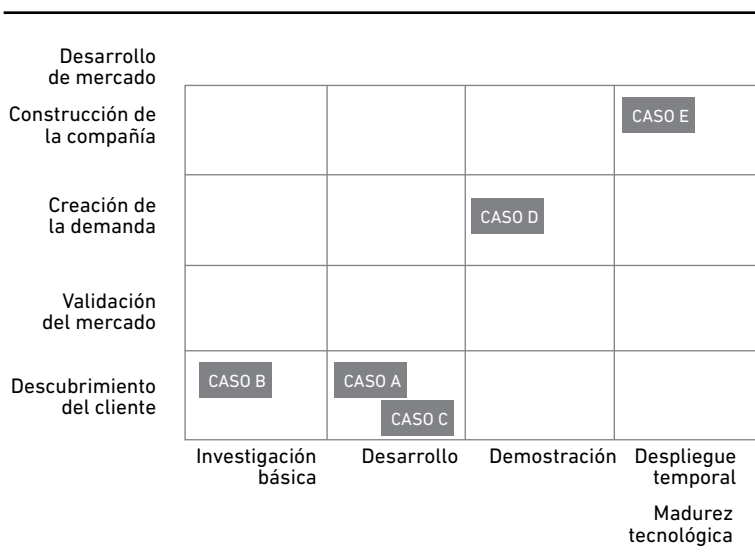 Desarrollo
de mercado
Construcción de
la compañía
CASO E
Creación de
la demanda
CASO D
Validación
del mercado
Descubrimiento
del cliente
CASO B
CASO A
CASO C
Investigación
básica
Desarrollo
Demostración
Despliegue
temporal
Madurez
tecnológica